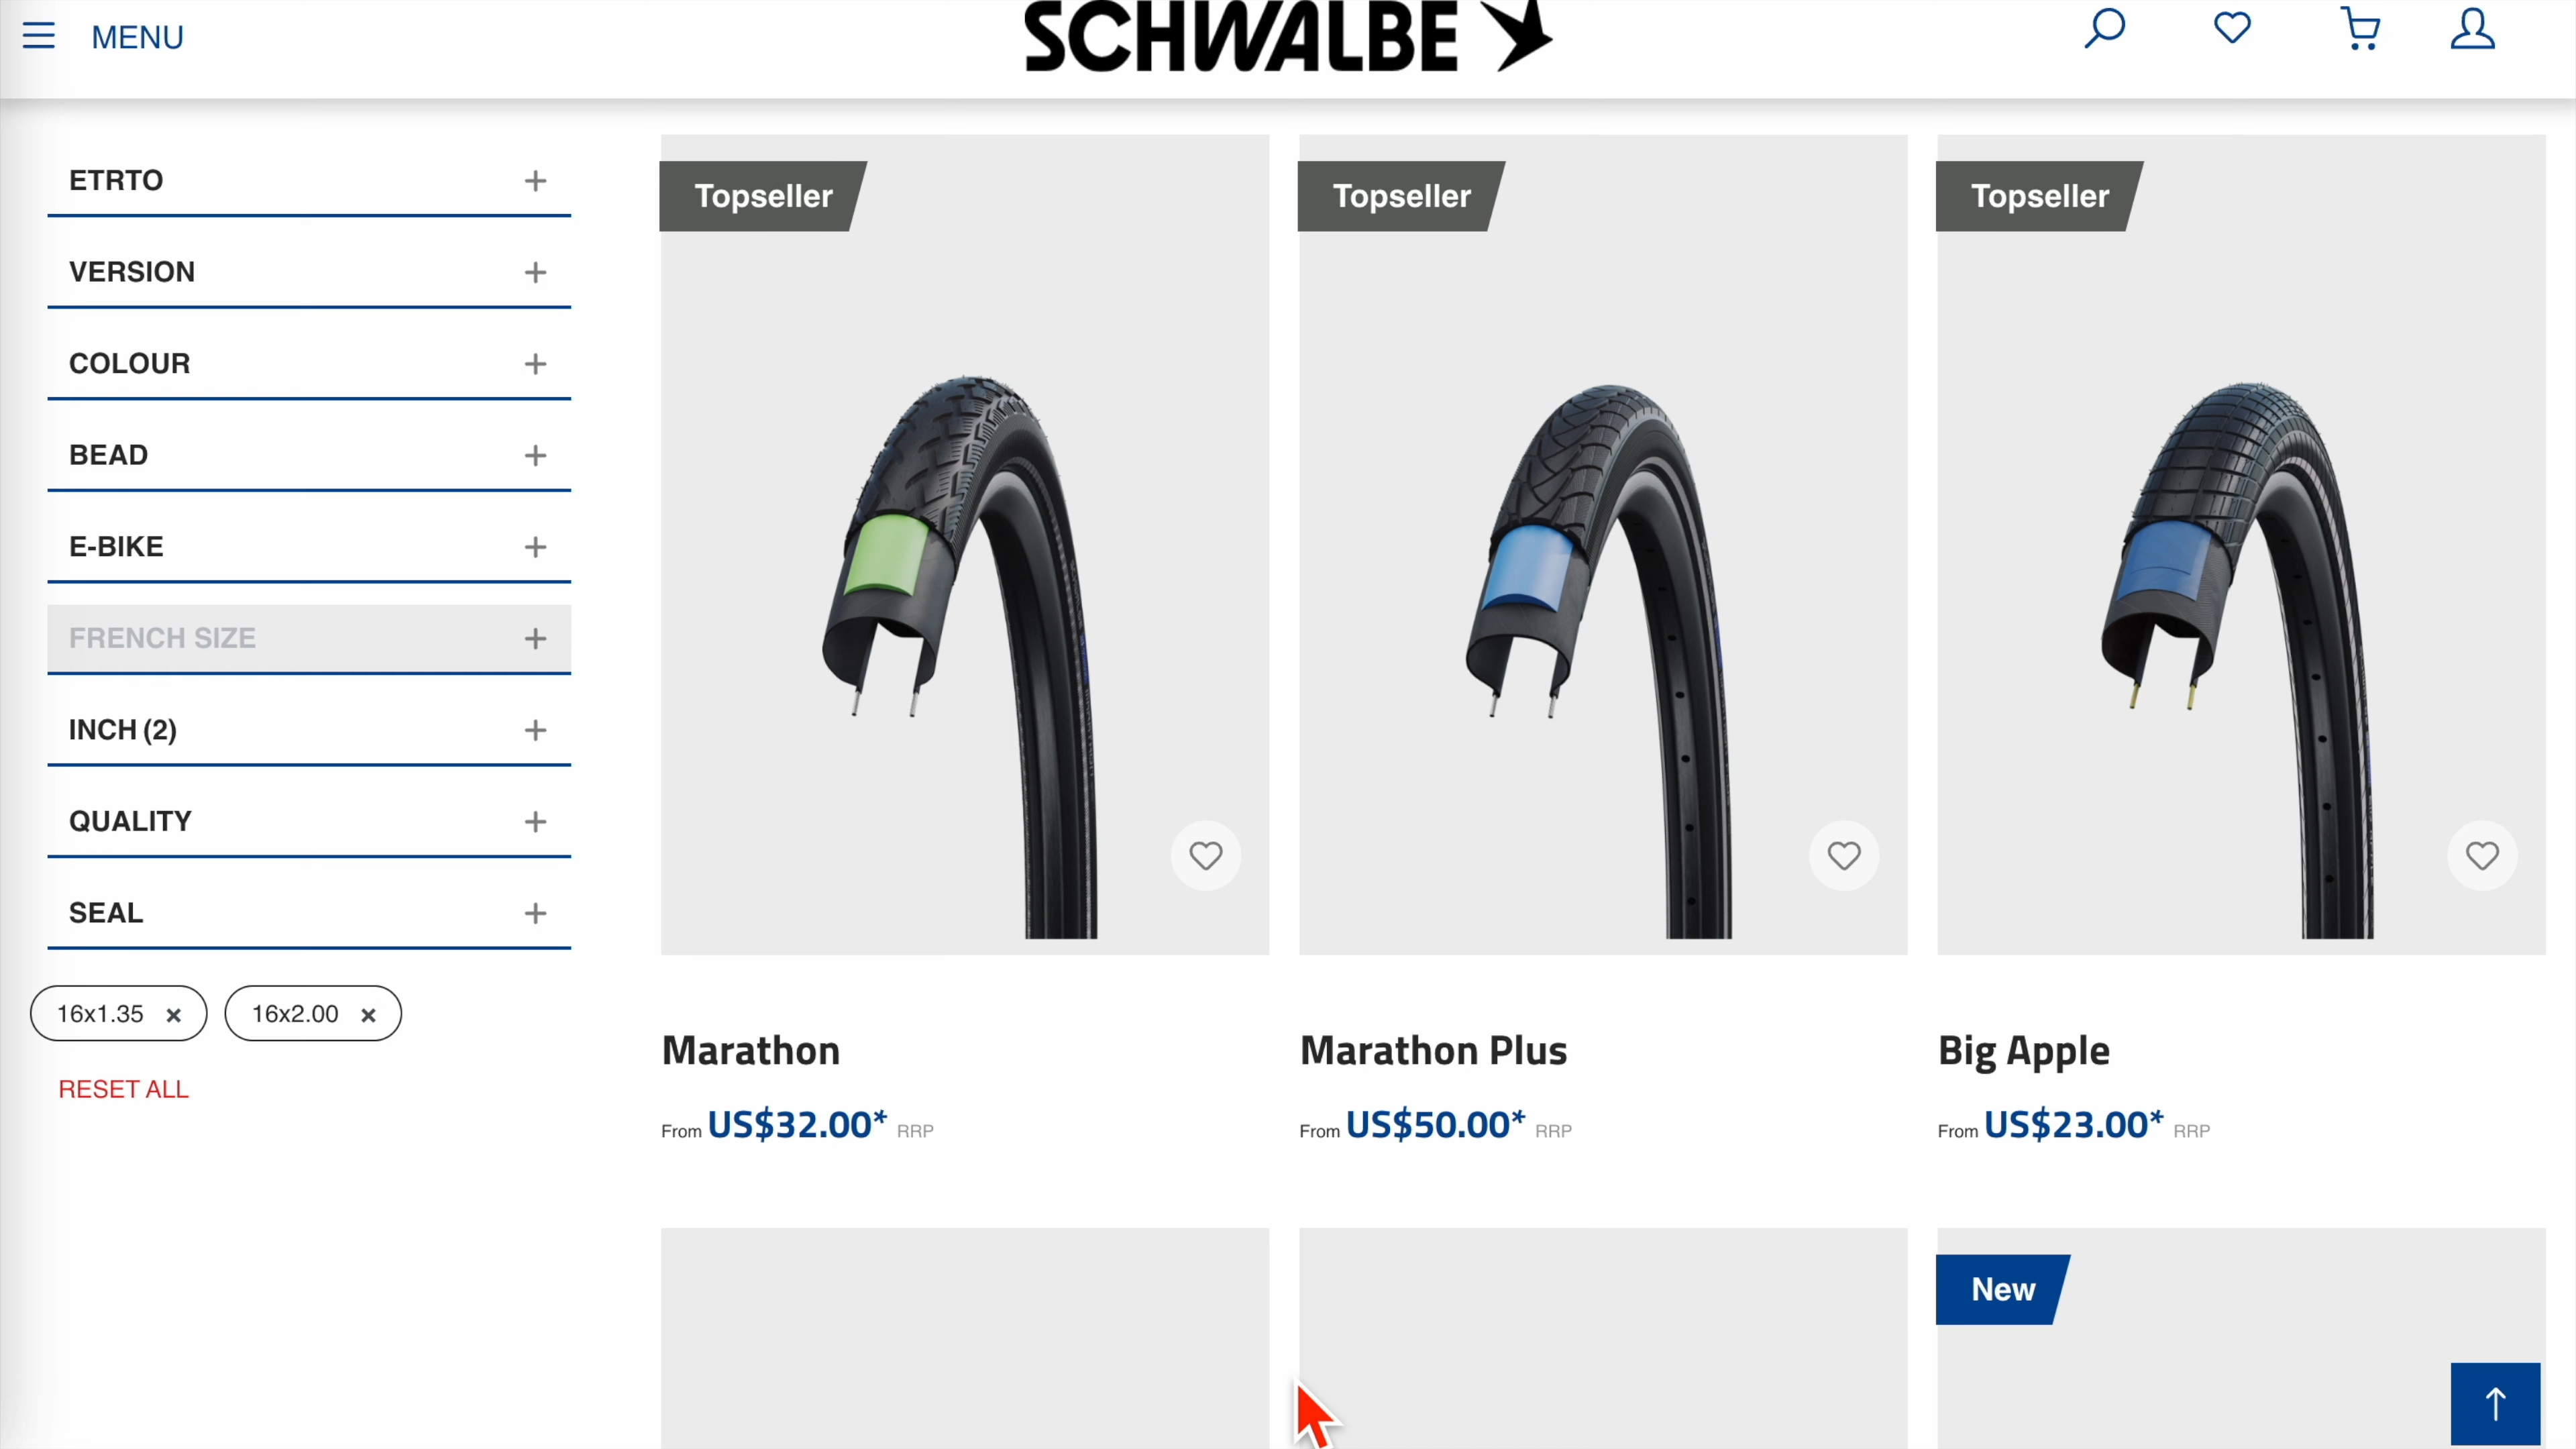 MENU
SCHWALBE
ETRTO
VERSION
COLOUR
BEAD
E-BIKE
FRENCH SIZE
INCH (2)
QUALITY
SEAL
16x1.35 ×
16x2.00 ×
RESET ALL
Topseller
Topseller
Topseller
Marathon
From US$32.00* RRP
Marathon Plus
From US$50.00* RRP
Big Apple
From US$23.00* RRP
New